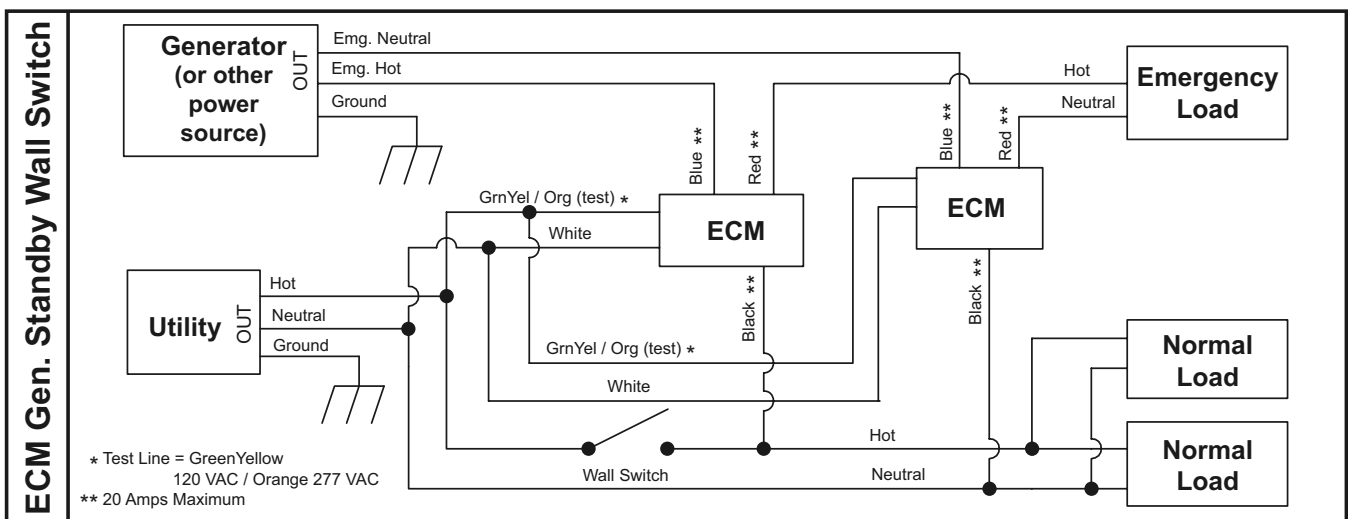 ECM Gen. Standby Wall Switch
Generator
(or other
power
source)
OUT
Emg. Neutral
Emg. Hot
Ground
Hot
Neutral
Emergency
Load
Blue **
Red **
Blue **
Red **
GrnYel / Org (test) *
White
ECM
ECM
Utility
OUT
Hot
Neutral
Ground
Black **
Black **
GrnYel / Org (test) *
White
Normal
Load
Hot
Wall Switch
Neutral
Normal
Load
* Test Line = GreenYellow
120 VAC / Orange 277 VAC
** 20 Amps Maximum